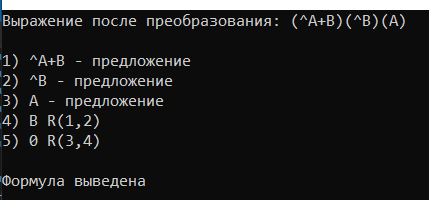 Выражение после преобразования: (^A+B)(^B)(A)
1) ^A+B - предложение
2) ^B - предложение
3) A - предложение
4) B R(1,2)
5) 0 R(3,4)
Формула выведена